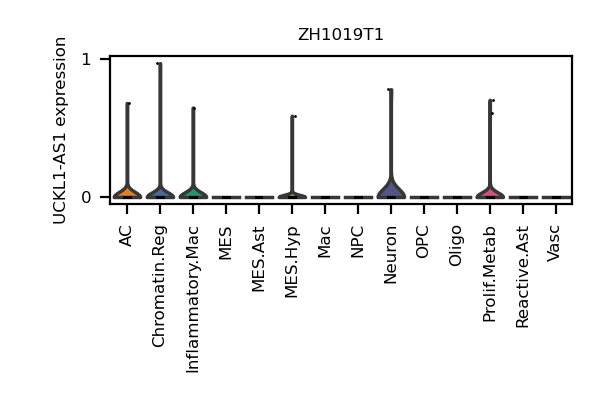 ZH1019T1
UCKL1-AS1 expression
1
0
AC
Chromatin.Reg
Inflammatory.Mac
MES
MES.Ast
MES.Hyp
Mac
NPC
Neuron
OPC
Oligo
Prolif.Metab
Reactive.Ast
Vasc